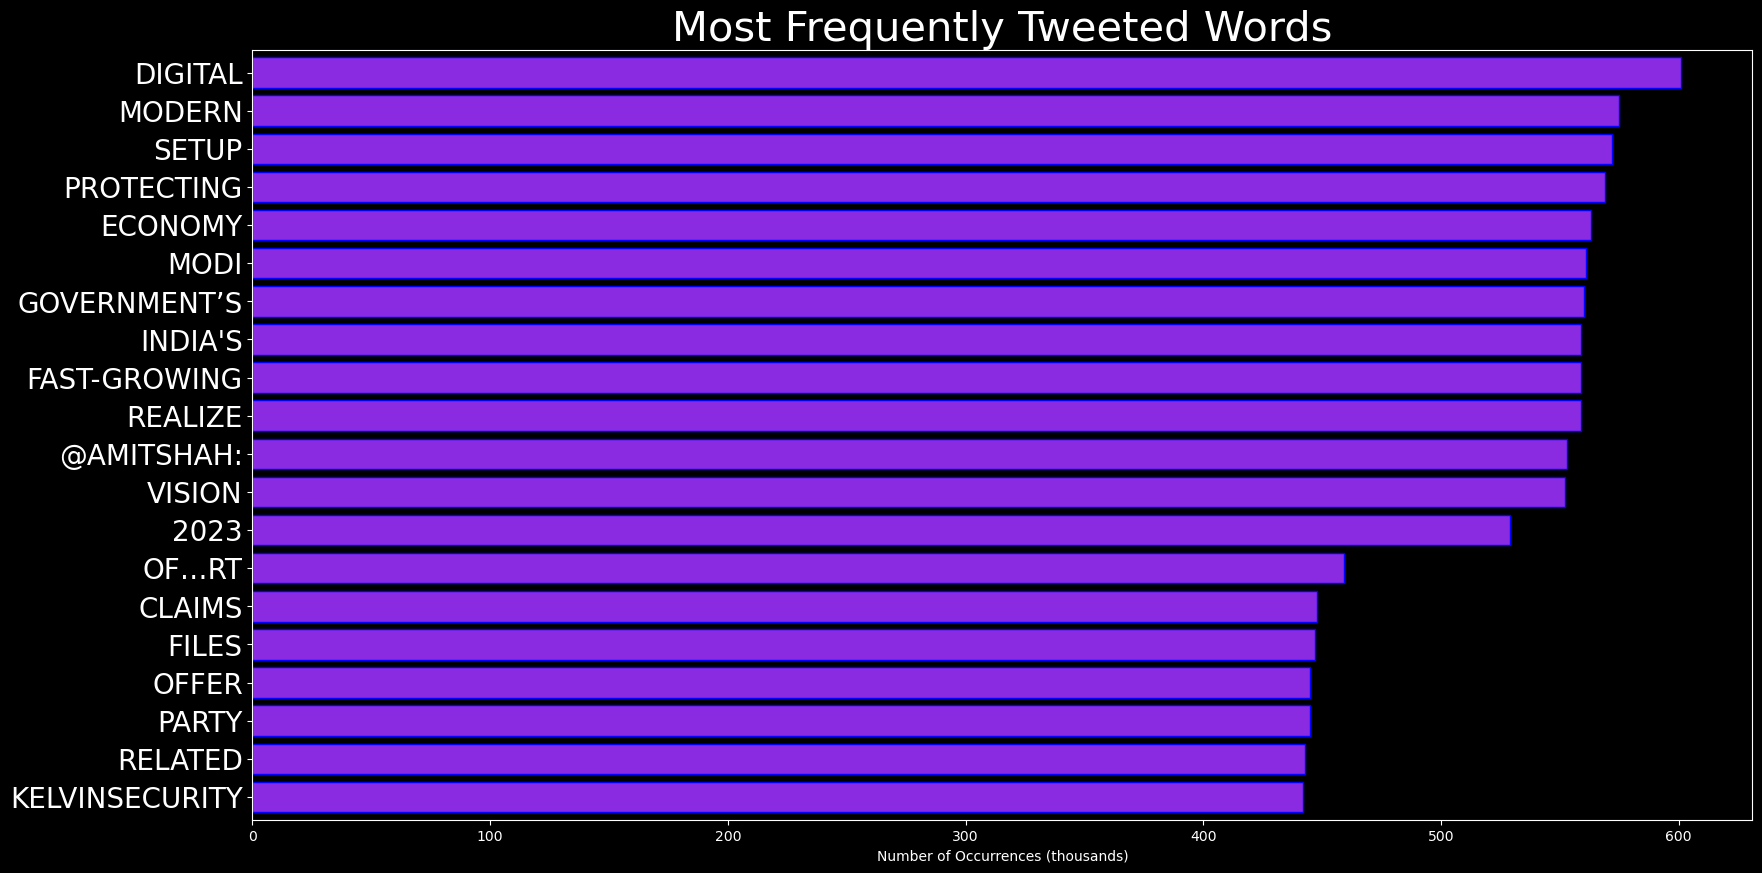 Most Frequently Tweeted Words
DIGITAL
MODERN
SETUP
PROTECTING
ECONOMY
MODI
GOVERNMENT’S
INDIA'S
FAST-GROWING
REALIZE
@AMITSHAH:
VISION
2023
OF…RT
CLAIMS
FILES
OFFER
PARTY
RELATED
KELVINSECURITY
0 100 200 300 400 500 600
Number of Occurrences (thousands)